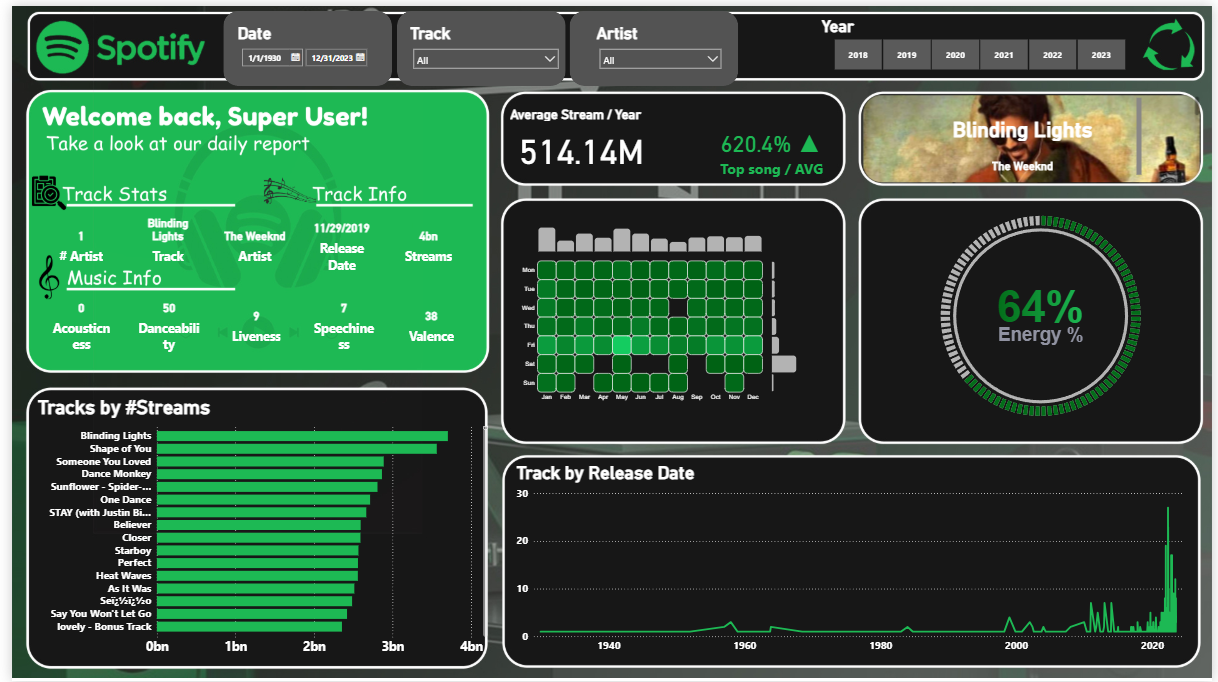 Spotify
Date
1/1/1930
12/31/2023
Track
All
Artist
All
Year
2018
2019
2020
2021
2022
2023
Welcome back, Super User!
Take a look at our daily report
Track Stats
Track Info
1
# Artist
Blinding
Lights
Track
The Weeknd
Artist
11/29/2019
Release
Date
4bn
Streams
Music Info
0
Acousticn
ess
50
Danceabili
ty
9
Liveness
7
Speechine
ss
38
Valence
Average Stream / Year
514.14M
620.4% ▲
Top song / AVG
Blinding Lights
The Weeknd
Mon
Tue
Wed
Thu
Fri
Sat
Sun
Jan
Feb
Mar
Apr
May
Jun
Jul
Aug
Sep
Oct
Nov
Dec
64%
Energy %
Tracks by #Streams
Blinding Lights
Shape of You
Someone You Loved
Dance Monkey
Sunflower - Spider-...
One Dance
STAY (with Justin Bi...
Believer
Closer
Starboy
Perfect
Heat Waves
As It Was
Seï¿½ï¿½o
Say You Won't Let Go
lovely - Bonus Track
0bn
1bn
2bn
3bn
4bn
Track by Release Date
30
20
10
0
1940
1960
1980
2000
2020